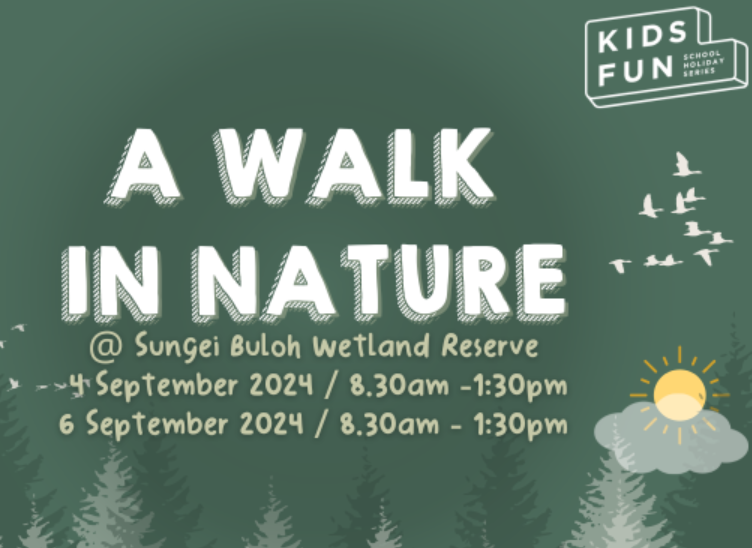 KIDS
FUN
SCHOOL
HOLIDAY
SERIES
A WALK
IN NATURE
@ Sungei Buloh Wetland Reserve
4 September 2024 / 8.30am -1:30pm
6 September 2024 / 8.30am - 1:30pm